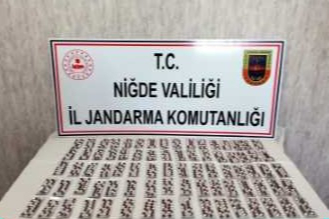 T.C.
NİĞDE VALİLİĞİ
İL JANDARMA KOMUTANLIĞI